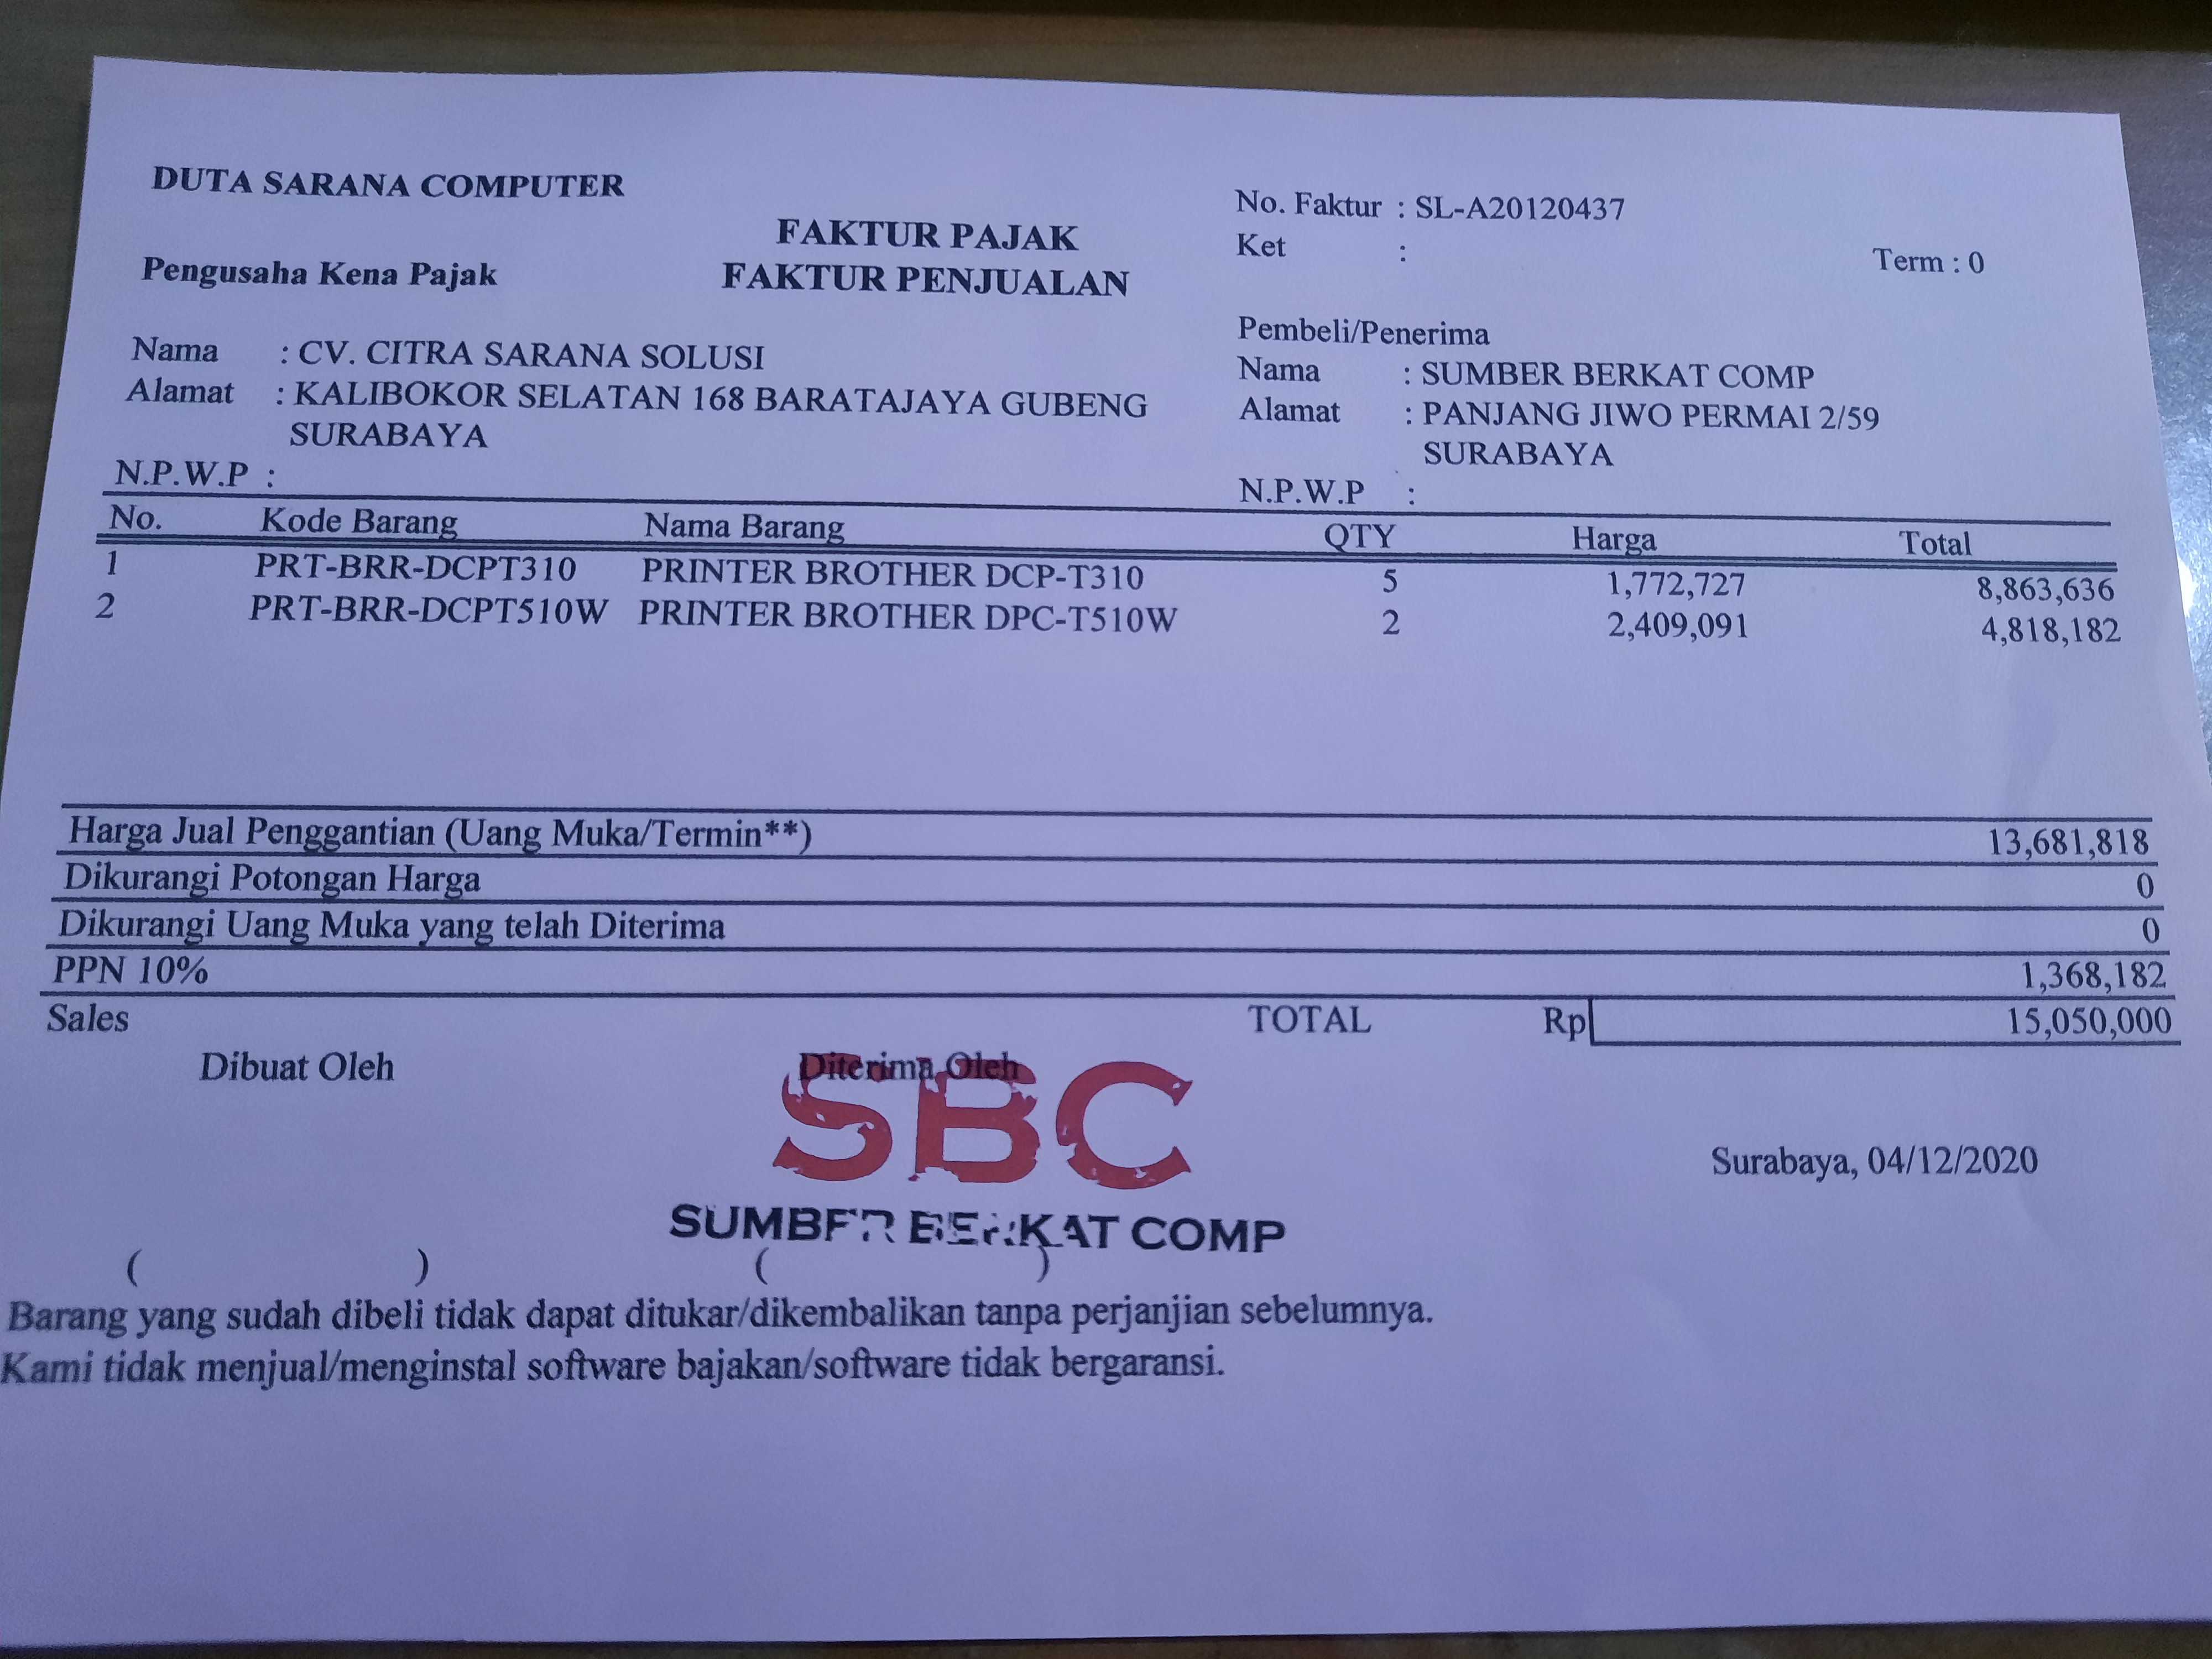 DUTA SARANA COMPUTER
FAKTUR PAJAK
FAKTUR PENJUALAN
No. Faktur : SL-A20120437
Ket :
Term : 0
Pengusaha Kena Pajak
Nama : CV. CITRA SARANA SOLUSI
Alamat : KALIBOKOR SELATAN 168 BARATAJAYA GUBENG
SURABAYA
N.P.W.P :
Pembeli/Penerima
Nama : SUMBER BERKAT COMP
Alamat : PANJANG JIWO PERMAI 2/59
SURABAYA
N.P.W.P :
No. Kode Barang Nama Barang QTY Harga Total
1 PRT-BRR-DCPT310 PRINTER BROTHER DCP-T310 5 1,772,727 8,863,636
2 PRT-BRR-DCPT510W PRINTER BROTHER DPC-T510W 2 2,409,091 4,818,182
Harga Jual Penggantian (Uang Muka/Termin**) 13,681,818
Dikurangi Potongan Harga 0
Dikurangi Uang Muka yang telah Diterima 0
PPN 10% 1,368,182
Sales TOTAL Rp 15,050,000
Dibuat Oleh Diterima Oleh
SBC
Surabaya, 04/12/2020
SUMBER BERKAT COMP
( ) ( )
Barang yang sudah dibeli tidak dapat ditukar/dikembalikan tanpa perjanjian sebelumnya.
Kami tidak menjual/menginstal software bajakan/software tidak bergaransi.